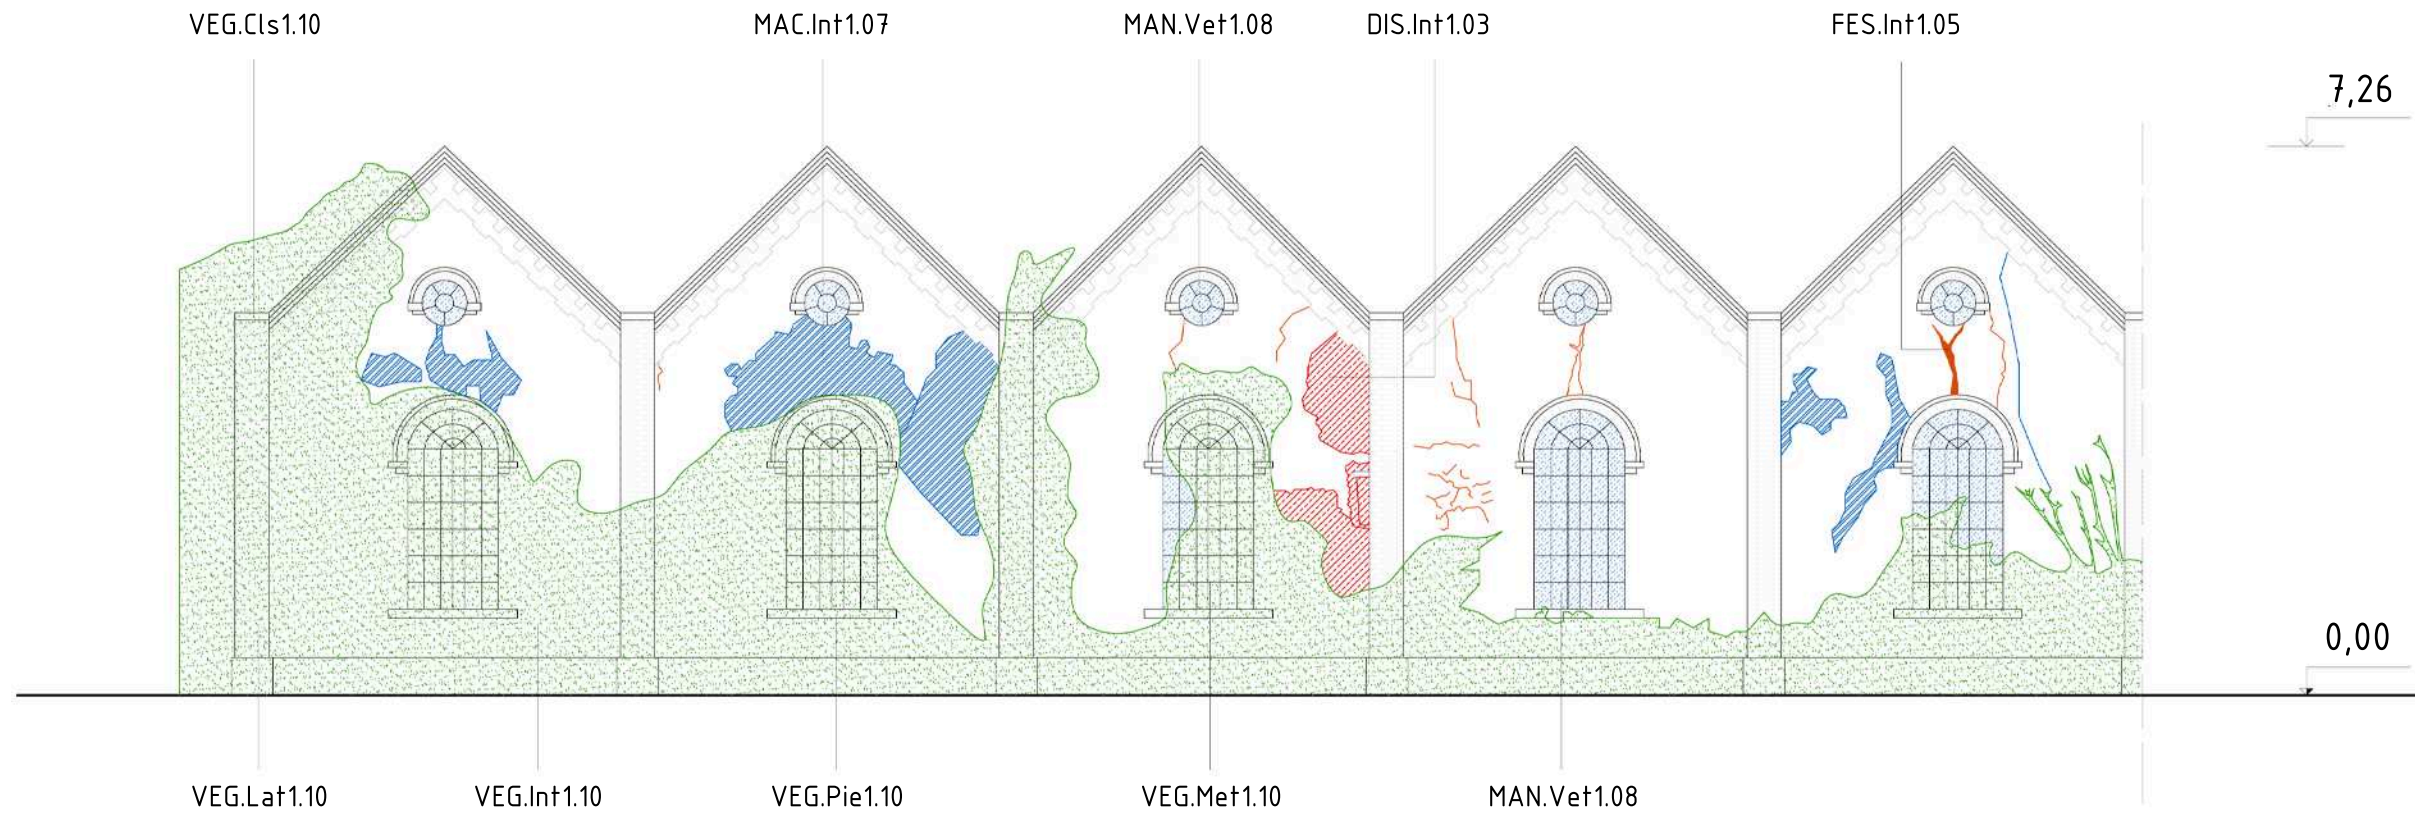 VEG.Cls1.10
MAC.Int1.07
MAN.Vet1.08
DIS.Int1.03
FES.Int1.05
7,26
0,00
VEG.Lat1.10
VEG.Int1.10
VEG.Pie1.10
VEG.Met1.10
MAN.Vet1.08